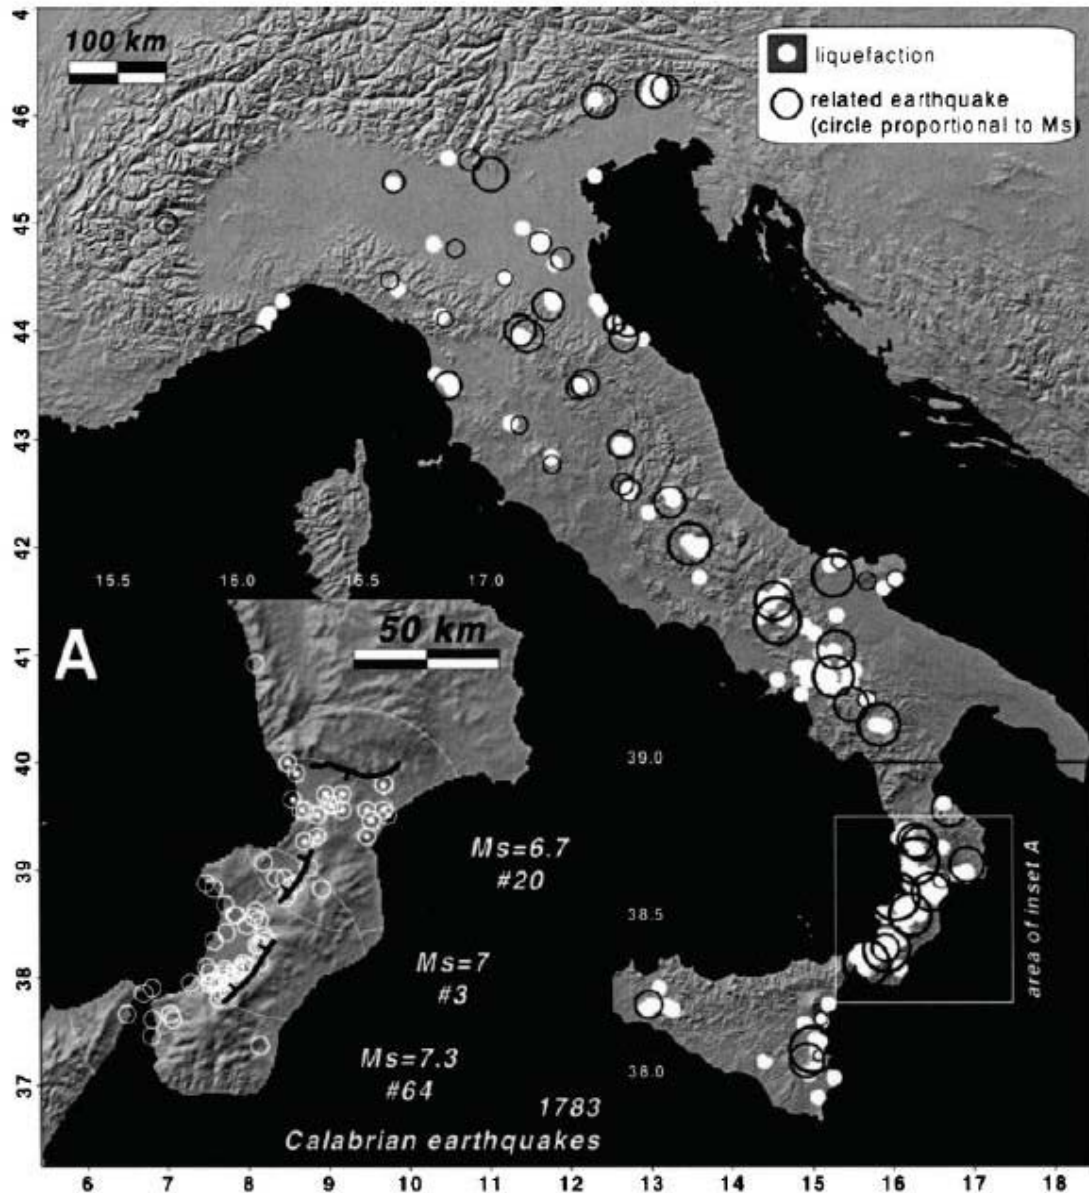 100 km
liquefaction
related earthquake
(circle proportional to Ms)
4
46
45
44
43
42
41
40
39
38
37
15.5 16.0 16.5 17.0
A
50 km
39.0
Ms=6.7
#20
38.5
Ms=7
#3
area of inset A
Ms=7.3
#64
38.0
1783
Calabrian earthquakes
6 7 8 9 10 11 12 13 14 15 16 17 18